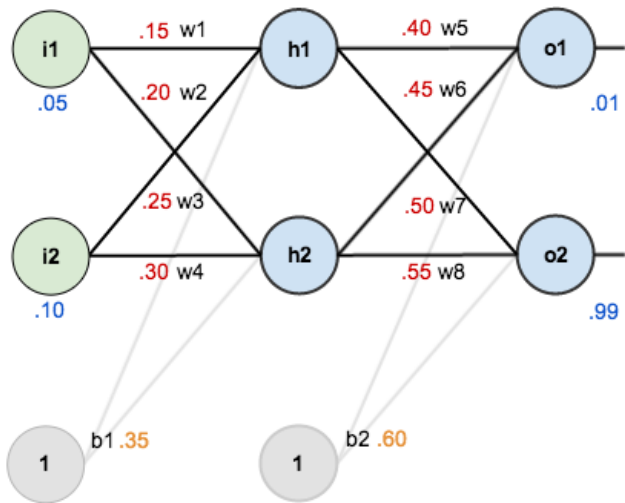 i1 .15 w1 h1 .40 w5 o1
.05 .20 w2 .45 w6 .01
.25 w3 .50 w7
i2 .30 w4 h2 .55 w8 o2
.10 .99
1 b1 .35 1 b2 .60